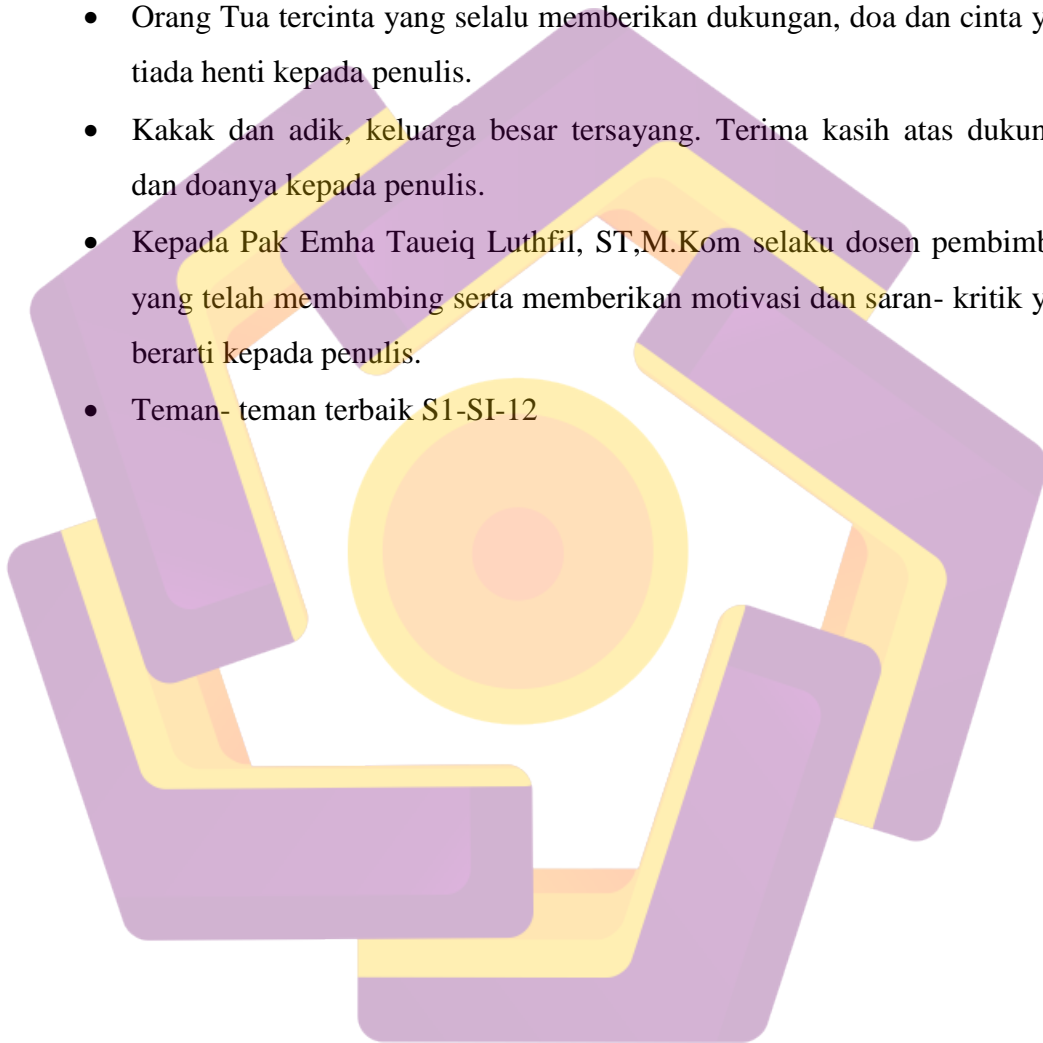 • Orang Tua tercinta yang selalu memberikan dukungan, doa dan cinta y
tiada henti kepada penulis.
• Kakak dan adik, keluarga besar tersayang. Terima kasih atas dukun
dan doanya kepada penulis.
• Kepada Pak Emha Taueiq Luthfil, ST,M.Kom selaku dosen pembimb
yang telah membimbing serta memberikan motivasi dan saran- kritik y
berarti kepada penulis.
• Teman- teman terbaik S1-SI-12